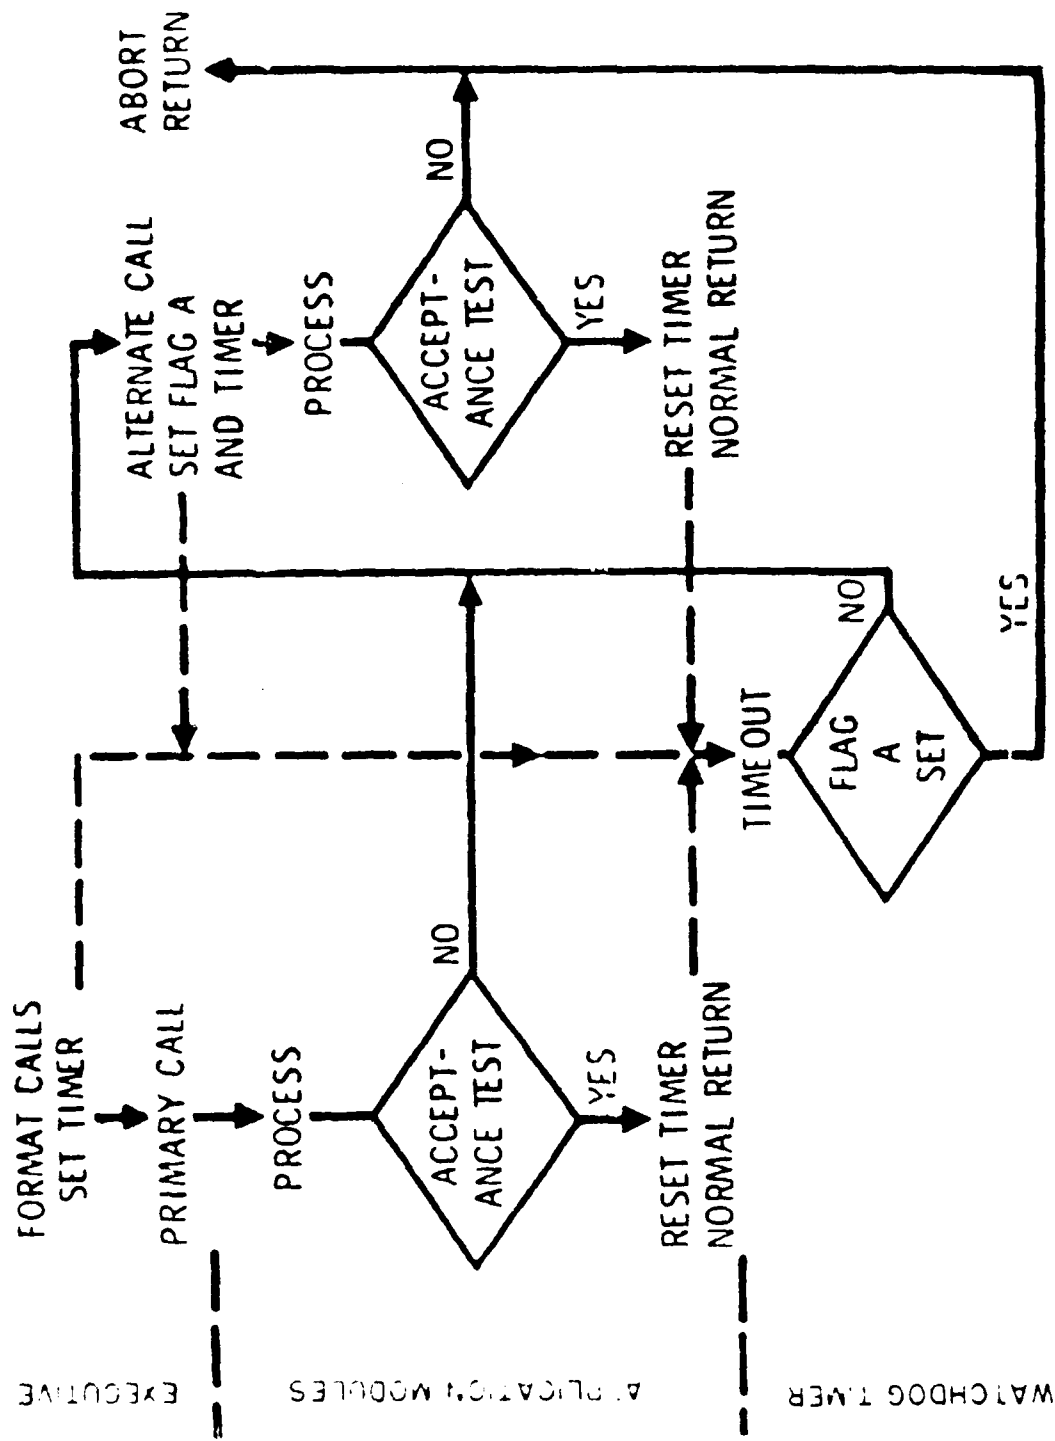 FORMAT CALLS
SET TIMER
PRIMARY CALL
PROCESS
ACCEPT-
ANCE TEST
NO
YES
RESET TIMER
NORMAL RETURN
ALTERNATE CALL
SET FLAG A
AND TIMER
PROCESS
ACCEPT-
ANCE TEST
NO
YES
RESET TIMER
NORMAL RETURN
ABORT
RETURN
TIME OUT
FLAG
A
SET
NO
YES
EXECUTIVE
MODULES
WATCHDOG TIMER